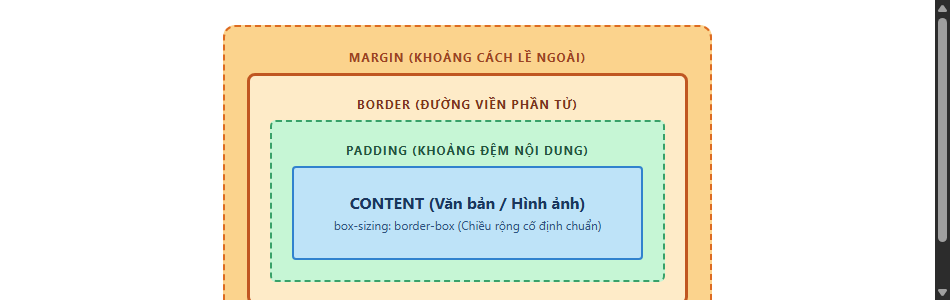 MARGIN (KHOẢNG CÁCH LỀ NGOÀI)
BORDER (ĐƯỜNG VIỀN PHẦN TỬ)
PADDING (KHOẢNG ĐỆM NỘI DUNG)
CONTENT (Văn bản / Hình ảnh)
box-sizing: border-box (Chiều rộng cố định chuẩn)